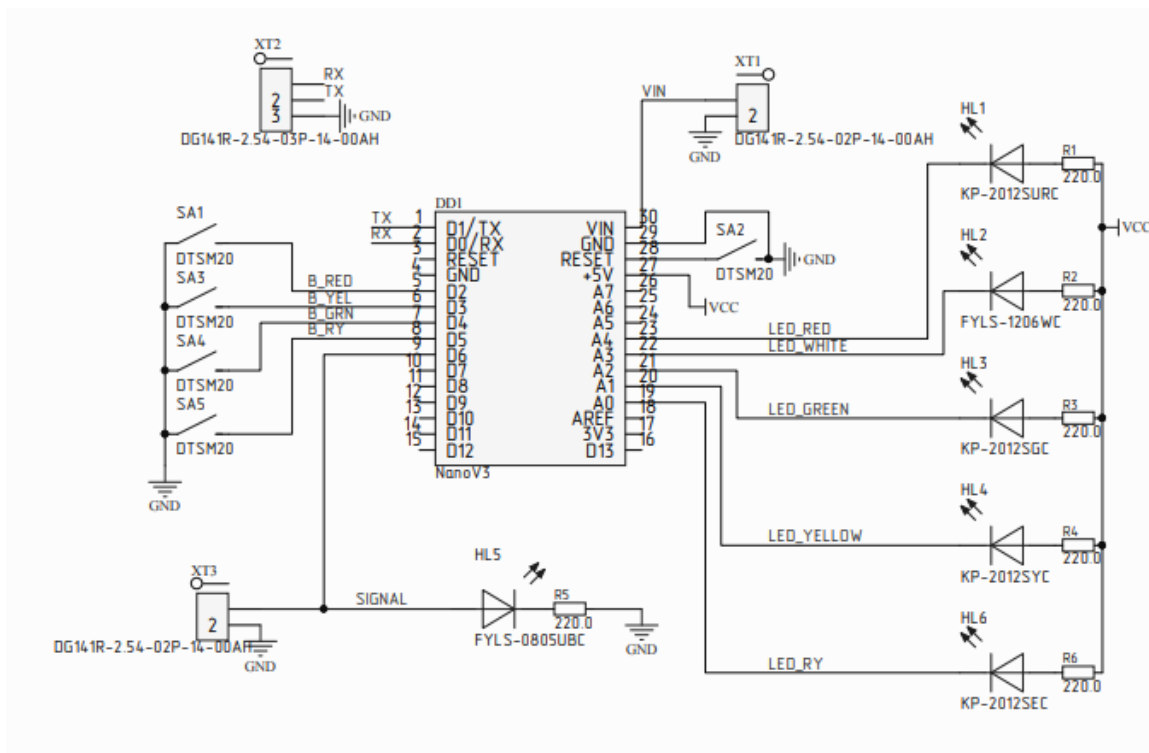 XT2
RX
TX
2
3
GND
DG141R-2.54-03P-14-00AH
XT1
VIN
2
GND
DG141R-2.54-02P-14-00AH
HL1
R1
220.0
KP-2012SURC
VCC
HL2
R2
220.0
FYLS-1206WC
HL3
R3
220.0
KP-2012SGC
HL4
R4
220.0
KP-2012SYC
HL6
R6
220.0
KP-2012SEC
SA1
DTSM20
SA3
DTSM20
SA4
DTSM20
SA5
DTSM20
GND
TX
RX
B_RED
B_YEL
B_GRN
B_RY
DD1
1 D1/TX VIN 30
2 D0/RX GND 29
3 RESET RESET 28
4 GND +5V 27
5 D2 A7 26
6 D3 A6 25
7 D4 A5 24
8 D5 A4 23
9 D6 A3 22
10 D7 A2 21
11 D8 A1 20
12 D9 A0 19
13 D10 AREF 18
14 D11 3V3 17
15 D12 D13 16
NanoV3
SA2
DTSM20
GND
VCC
LED_RED
LED_WHITE
LED_GREEN
LED_YELLOW
LED_RY
XT3
2
DG141R-2.54-02P-14-00AH
GND
SIGNAL
HL5
FYLS-0805UBC
R5
220.0
GND